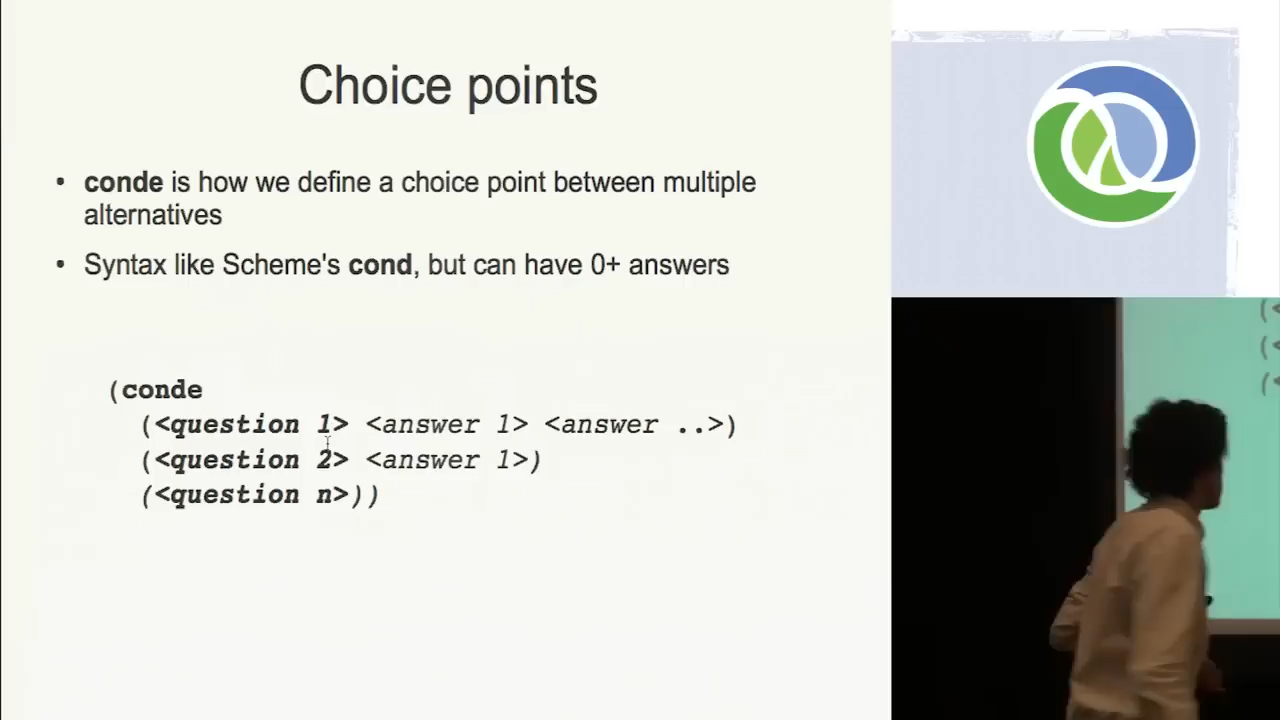 Choice points
• conde is how we define a choice point between multiple
alternatives
• Syntax like Scheme's cond, but can have 0+ answers
(conde
(<question 1> <answer 1> <answer ..>)
(<question 2> <answer 1>)
(<question n>))
(<
(<
(<